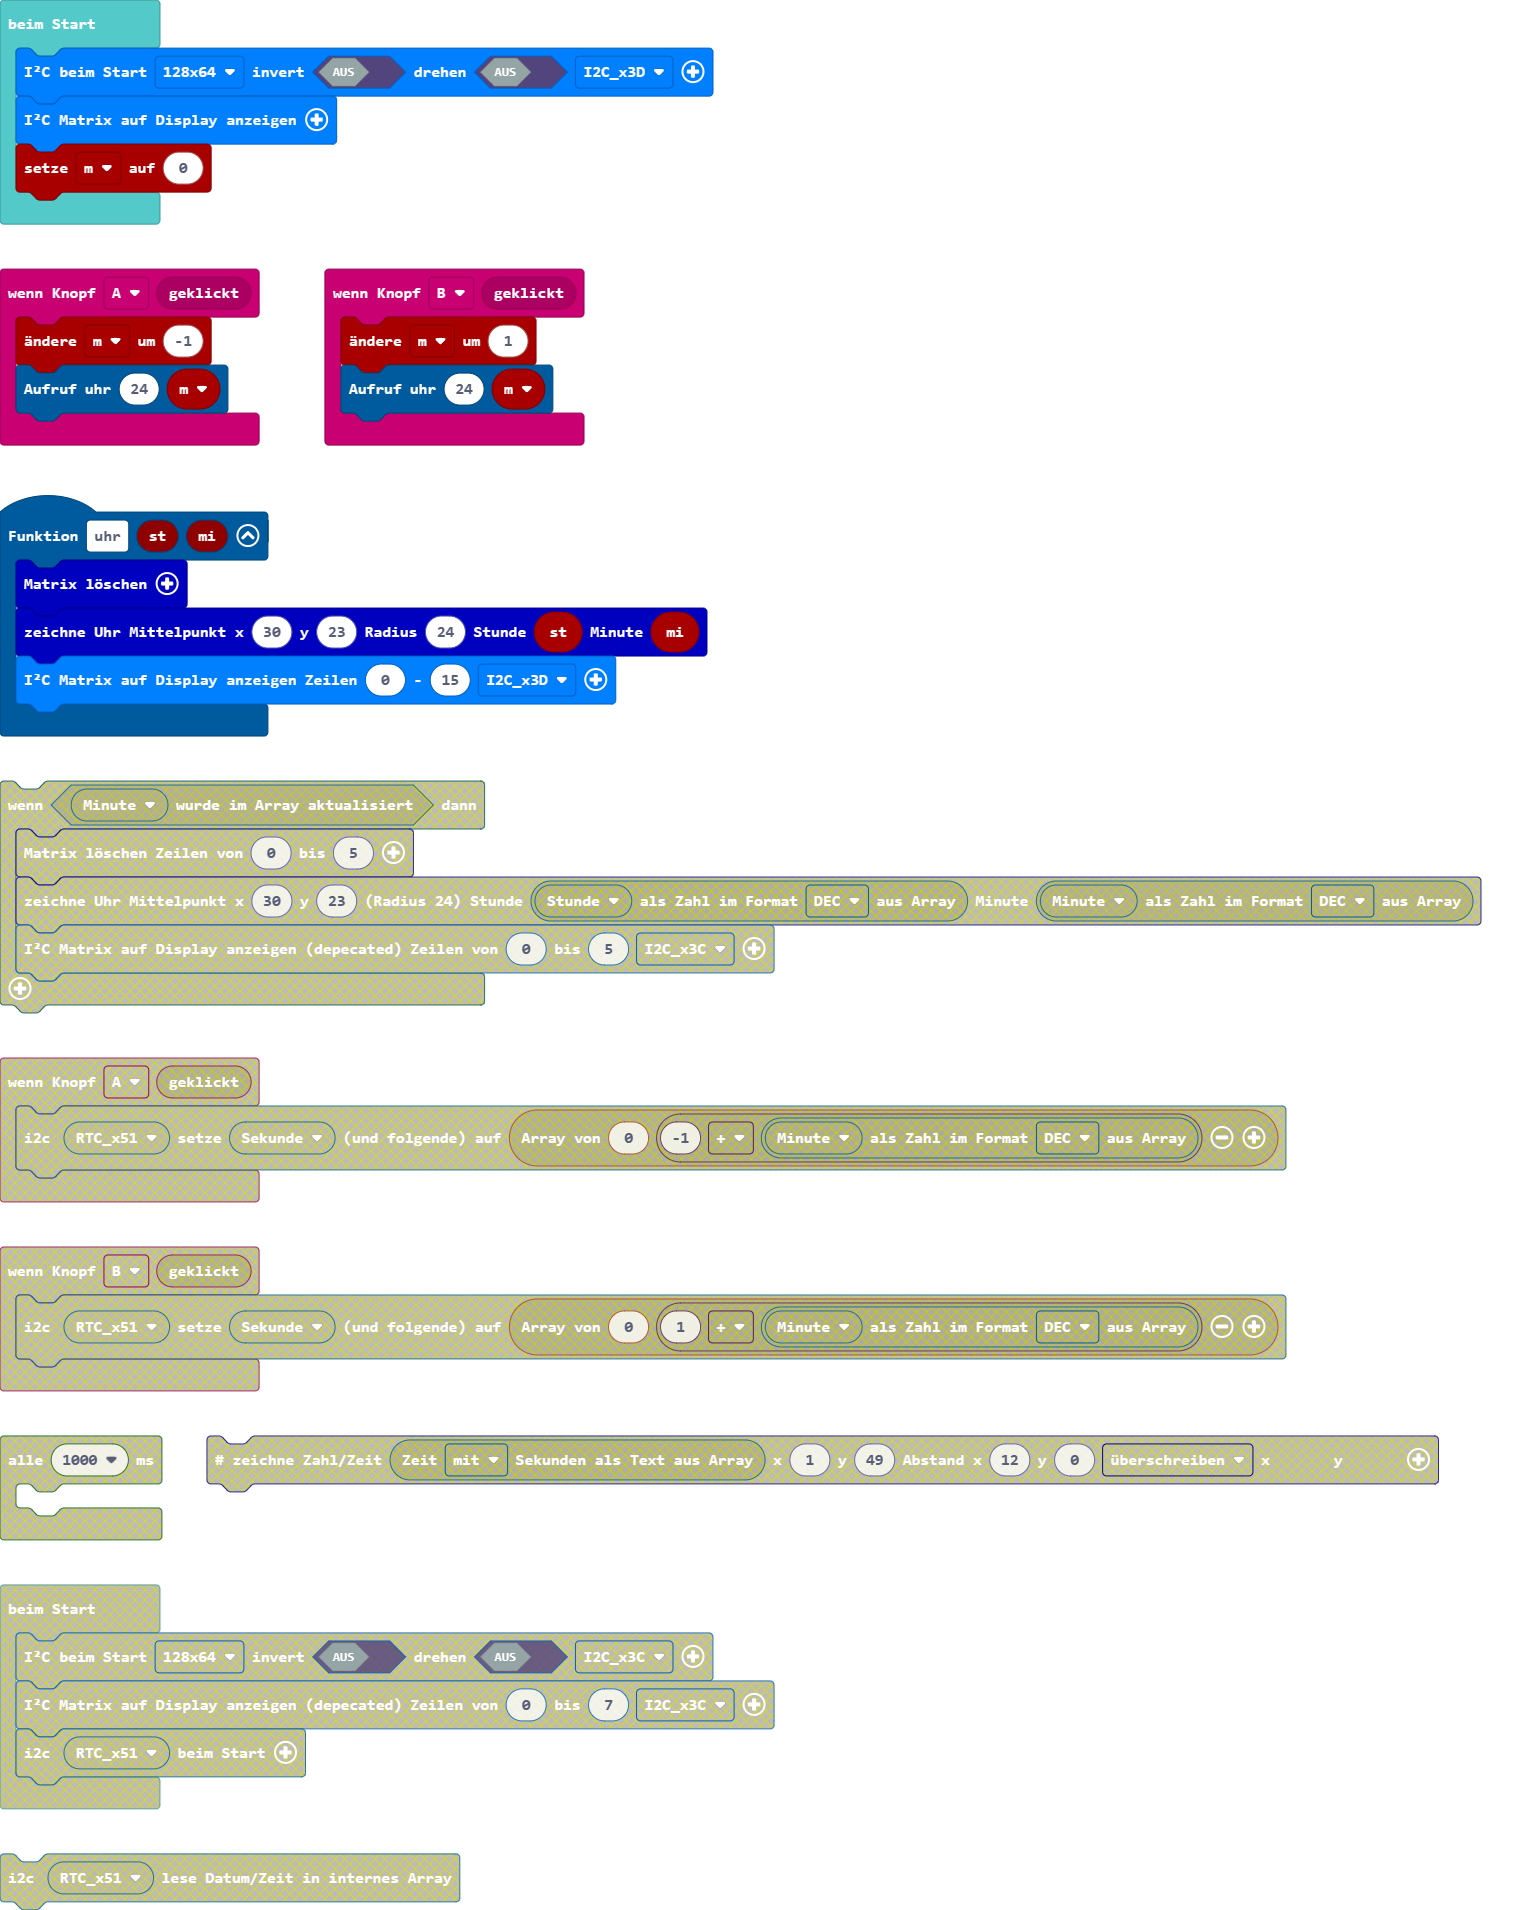 beim Start
I²C beim Start 128x64 invert AUS drehen AUS I2C_x3D
I²C Matrix auf Display anzeigen
setze m auf 0
wenn Knopf A geklickt
ändere m um -1
Aufruf uhr 24 m
wenn Knopf B geklickt
ändere m um 1
Aufruf uhr 24 m
Funktion uhr st mi
Matrix löschen
zeichne Uhr Mittelpunkt x 30 y 23 Radius 24 Stunde st Minute mi
I²C Matrix auf Display anzeigen Zeilen 0 - 15 I2C_x3D
wenn Minute wurde im Array aktualisiert dann
Matrix löschen Zeilen von 0 bis 5
zeichne Uhr Mittelpunkt x 30 y 23 (Radius 24) Stunde Stunde als Zahl im Format DEC aus Array Minute Minute als Zahl im Format DEC aus Array
I²C Matrix auf Display anzeigen (depecated) Zeilen von 0 bis 5 I2C_x3C
wenn Knopf A geklickt
i2c RTC_x51 setze Sekunde (und folgende) auf Array von 0 -1 + Minute als Zahl im Format DEC aus Array
wenn Knopf B geklickt
i2c RTC_x51 setze Sekunde (und folgende) auf Array von 0 1 + Minute als Zahl im Format DEC aus Array
alle 1000 ms
# zeichne Zahl/Zeit Zeit mit Sekunden als Text aus Array x 1 y 49 Abstand x 12 y 0 überschreiben x y
beim Start
I²C beim Start 128x64 invert AUS drehen AUS I2C_x3C
I²C Matrix auf Display anzeigen (depecated) Zeilen von 0 bis 7 I2C_x3C
i2c RTC_x51 beim Start
i2c RTC_x51 lese Datum/Zeit in internes Array